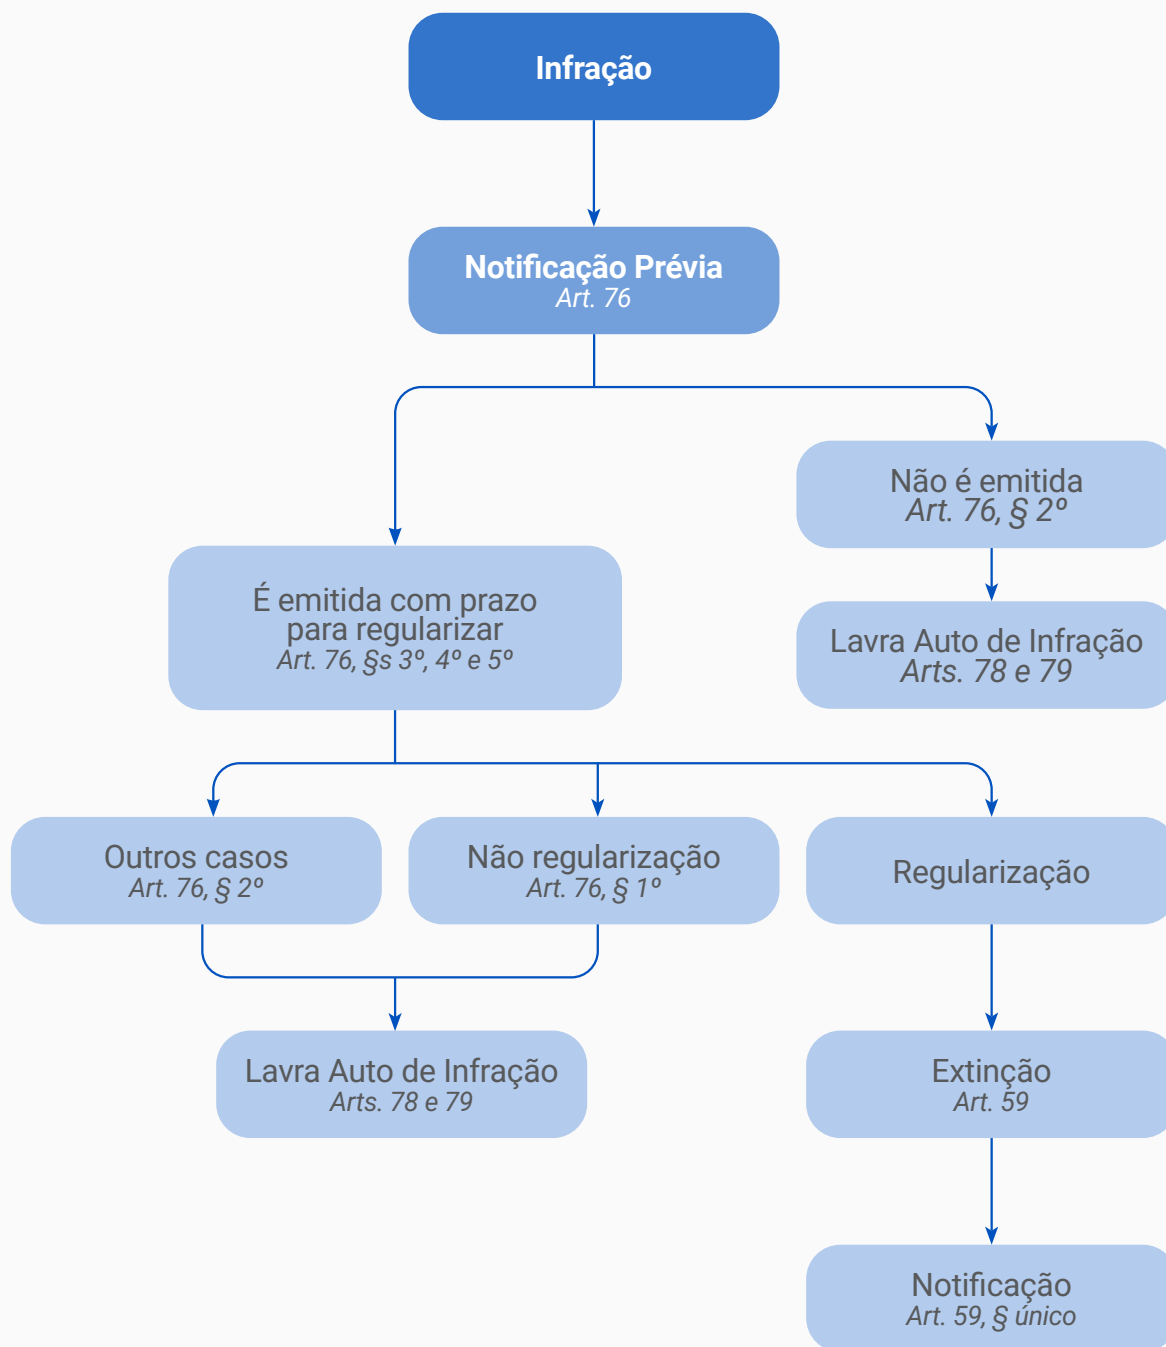 Infração
Notificação Prévia
Art. 76
Não é emitida
Art. 76, § 2º
É emitida com prazo
para regularizar
Art. 76, §s 3º, 4º e 5º
Lavra Auto de Infração
Arts. 78 e 79
Outros casos
Art. 76, § 2º
Não regularização
Art. 76, § 1º
Regularização
Lavra Auto de Infração
Arts. 78 e 79
Extinção
Art. 59
Notificação
Art. 59, § único